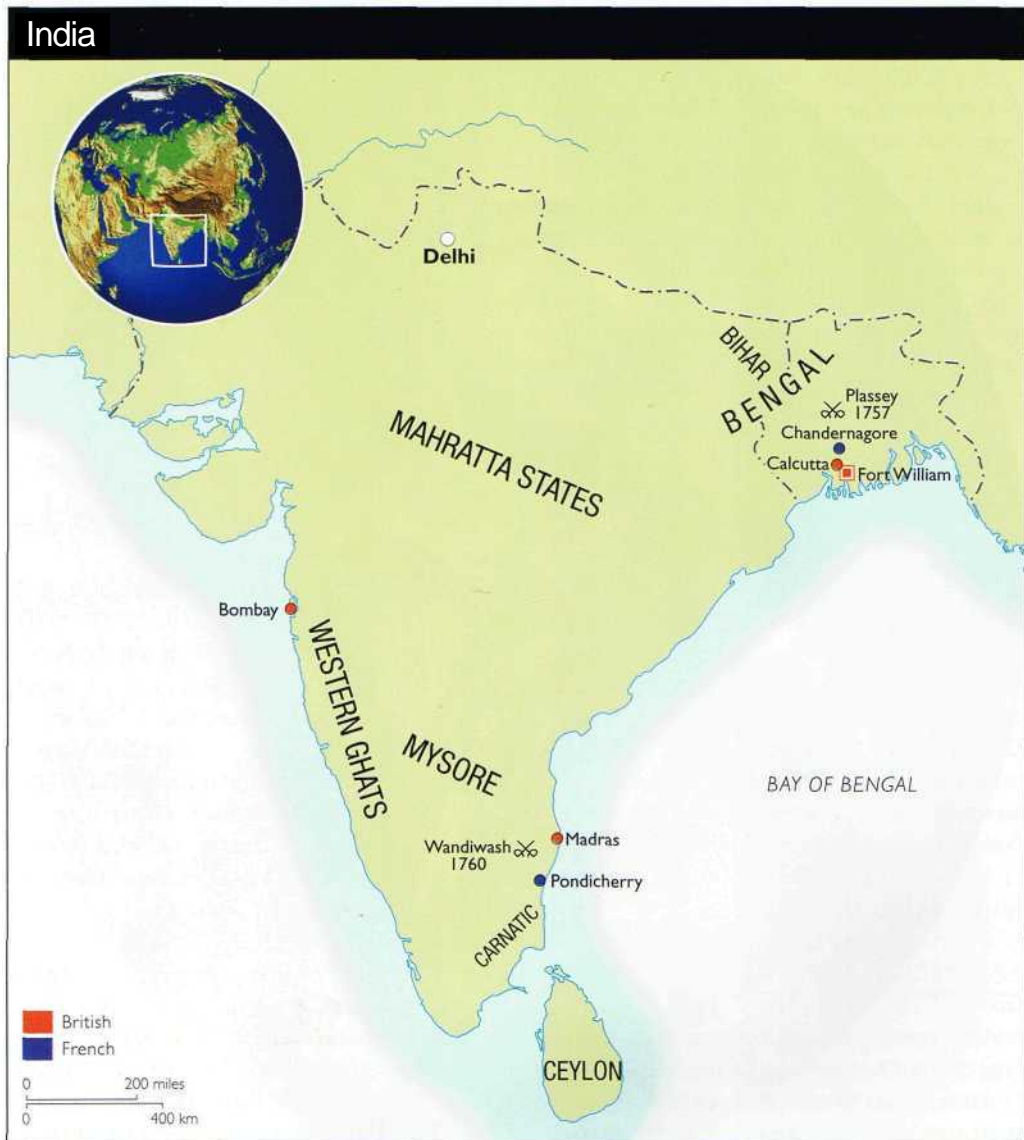 India
Delhi
BIHAR
BENGAL
Plassey
1757
Chandernagore
Calcutta
Fort William
MAHRATTA STATES
Bombay
WESTERN GHATS
MYSORE
BAY OF BENGAL
Wandiwash
1760
Madras
Pondicherry
CARNATIC
CEYLON
British
French
0 200 miles
0 400 km